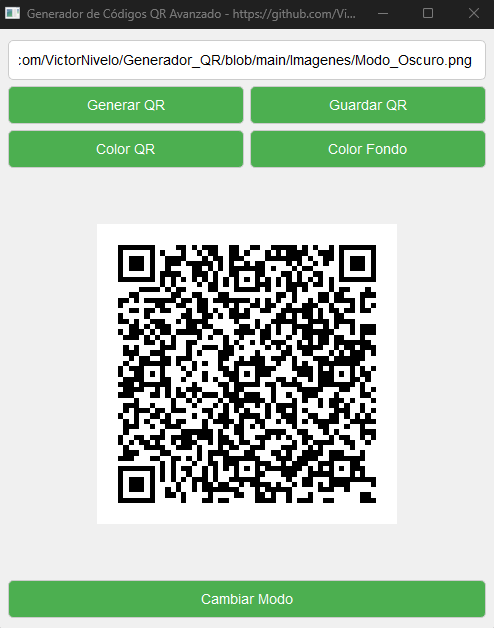 Generador de Códigos QR Avanzado - https://github.com/Vi...
:om/VictorNivelo/Generador_QR/blob/main/Imagenes/Modo_Oscuro.png
Generar QR Guardar QR
Color QR Color Fondo
Cambiar Modo